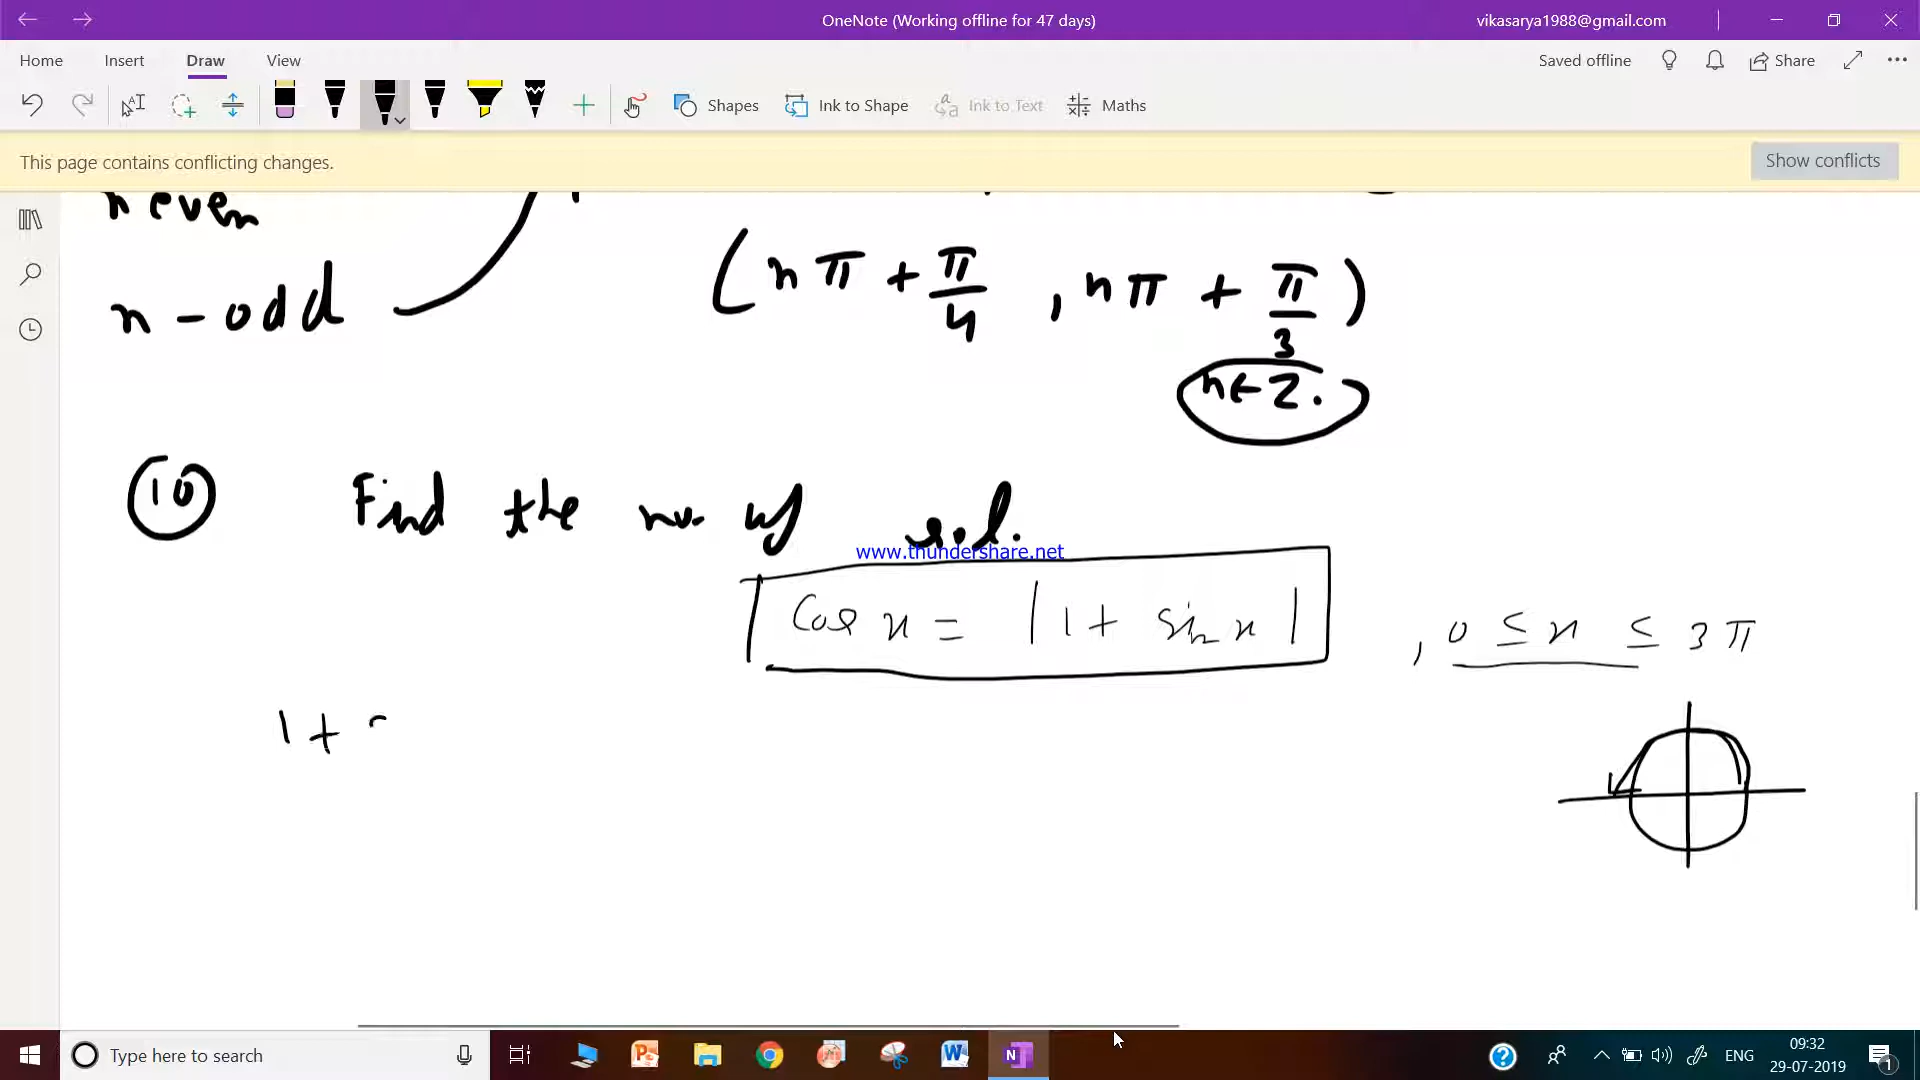 OneNote (Working offline for 47 days) vikasarya1988@gmail.com
Home Insert Draw View Saved offline Share
Shapes Ink to Shape Ink to Text Maths
This page contains conflicting changes. Show conflicts
n even
n - odd
(nπ + π/4 , nπ + π/3)
n ∈ Z.
10 Find the no. of sol.
www.thundershare.net
Cos x = |1 + sin x| , 0 ≤ x ≤ 3π
1 +
Type here to search ENG 09:32
29-07-2019
1